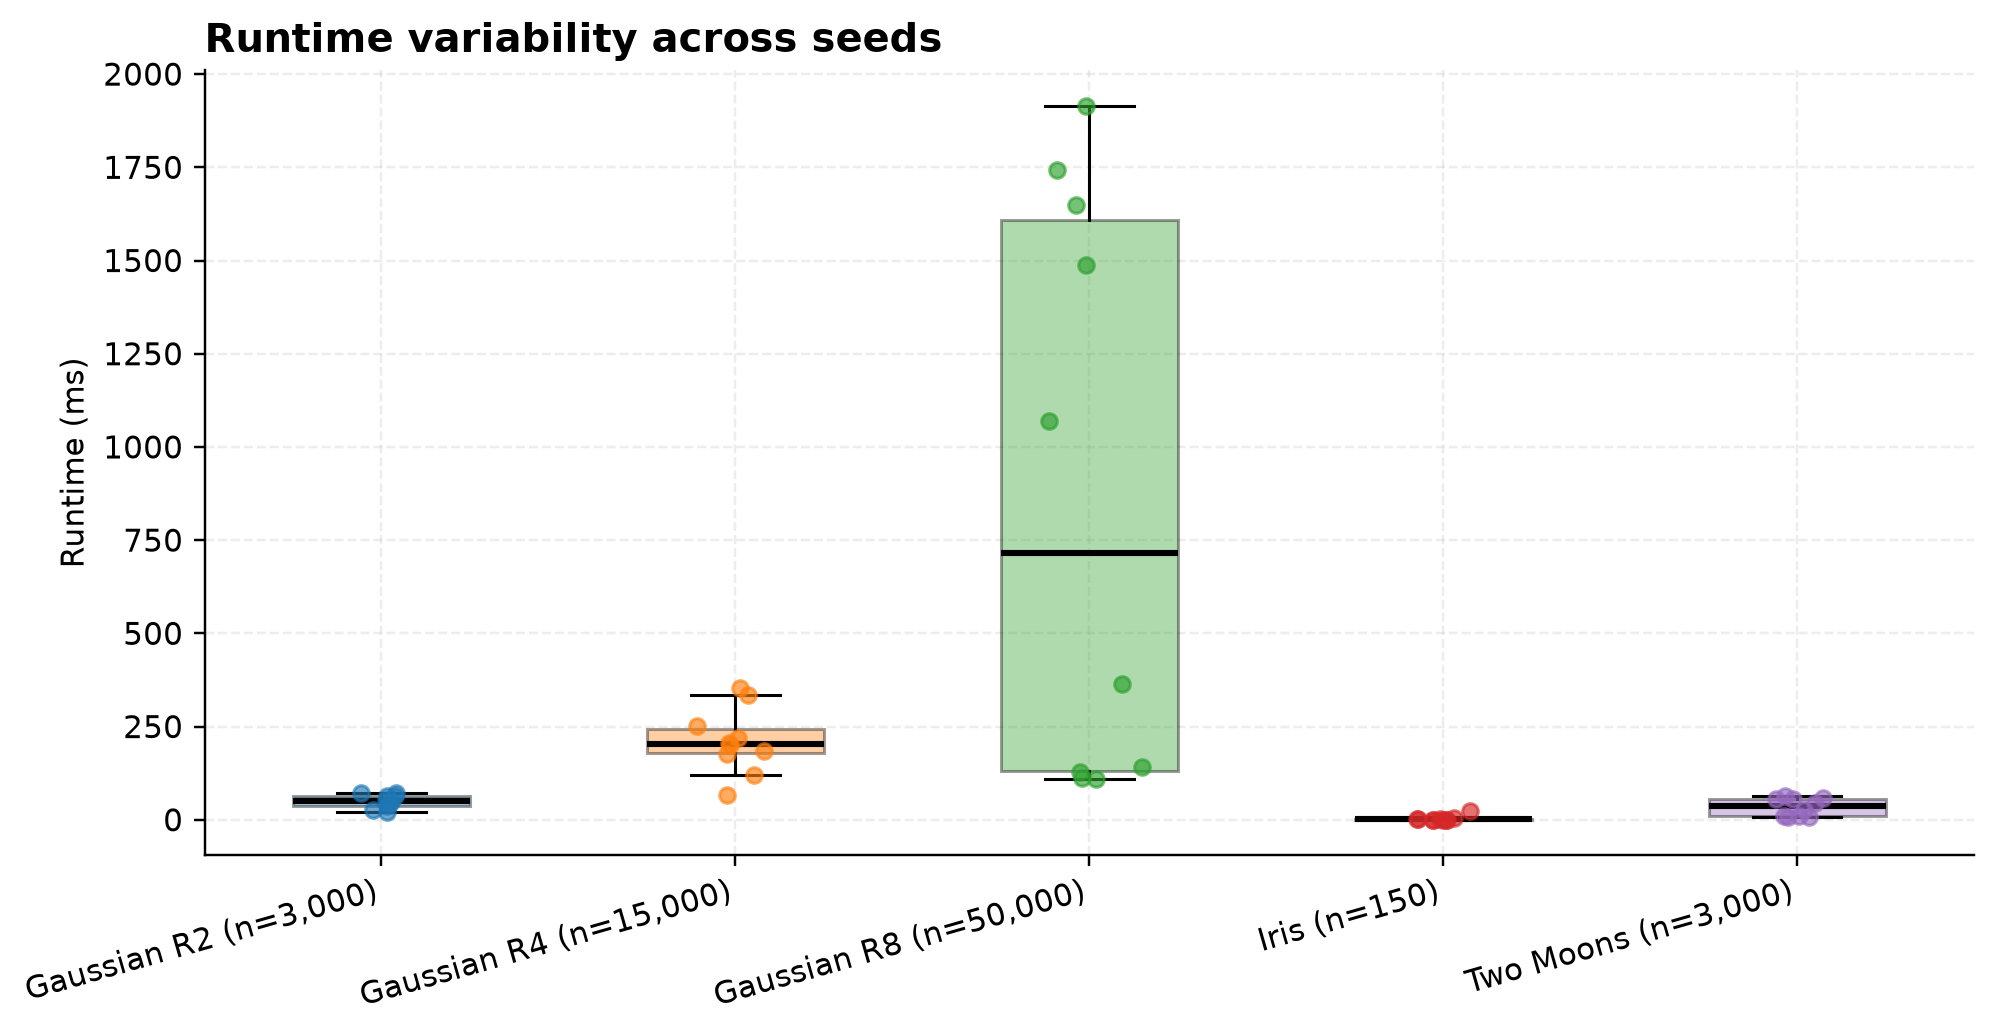 Runtime variability across seeds
2000
1750
1500
1250
1000
750
500
250
0
Runtime (ms)
Gaussian R2 (n=3,000)
Gaussian R4 (n=15,000)
Gaussian R8 (n=50,000)
Iris (n=150)
Two Moons (n=3,000)